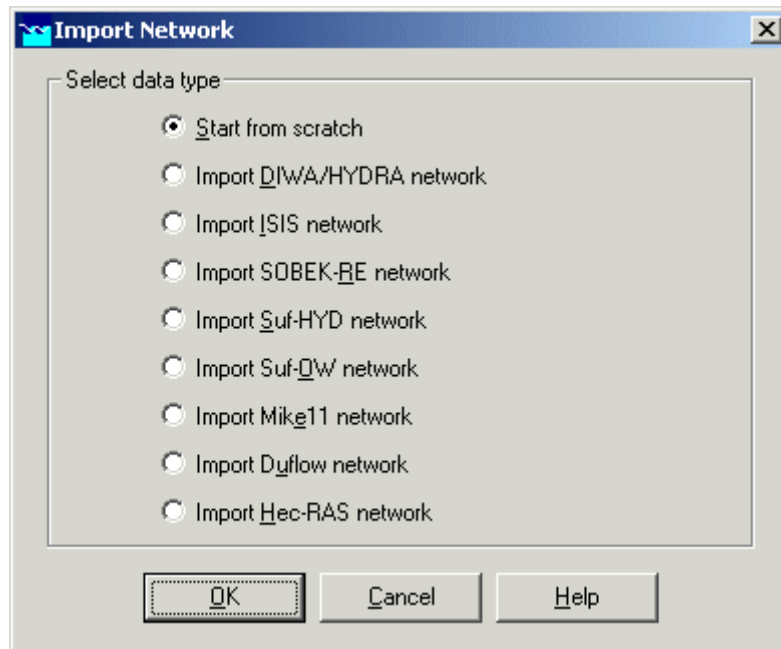 Import Network
Select data type
Start from scratch
Import DIWA/HYDRA network
Import ISIS network
Import SOBEK-RE network
Import Suf-HYD network
Import Suf-OW network
Import Mike11 network
Import Duflow network
Import Hec-RAS network
OK Cancel Help